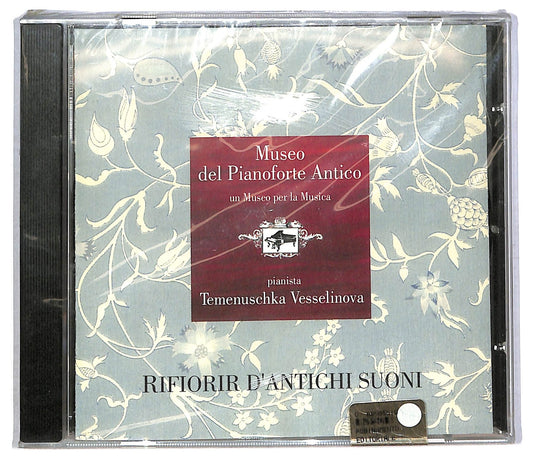 Museo
del Pianoforte Antico
un Museo per la Musica
pianista
Temenuschka Vesselinova
RIFIORIR D'ANTICHI SUONI